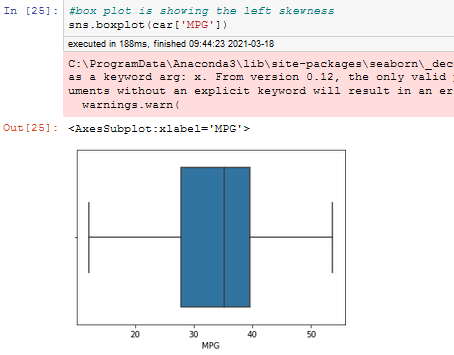 In [25]: #box plot is showing the left skewness
sns.boxplot(car['MPG'])
executed in 188ms, finished 09:44:23 2021-03-18
C:\ProgramData\Anaconda3\lib\site-packages\seaborn\_dec
as a keyword arg: x. From version 0.12, the only valid
uments without an explicit keyword will result in an er
warnings.warn(
Out[25]: <AxesSubplot:xlabel='MPG'>
20 30 40 50
MPG